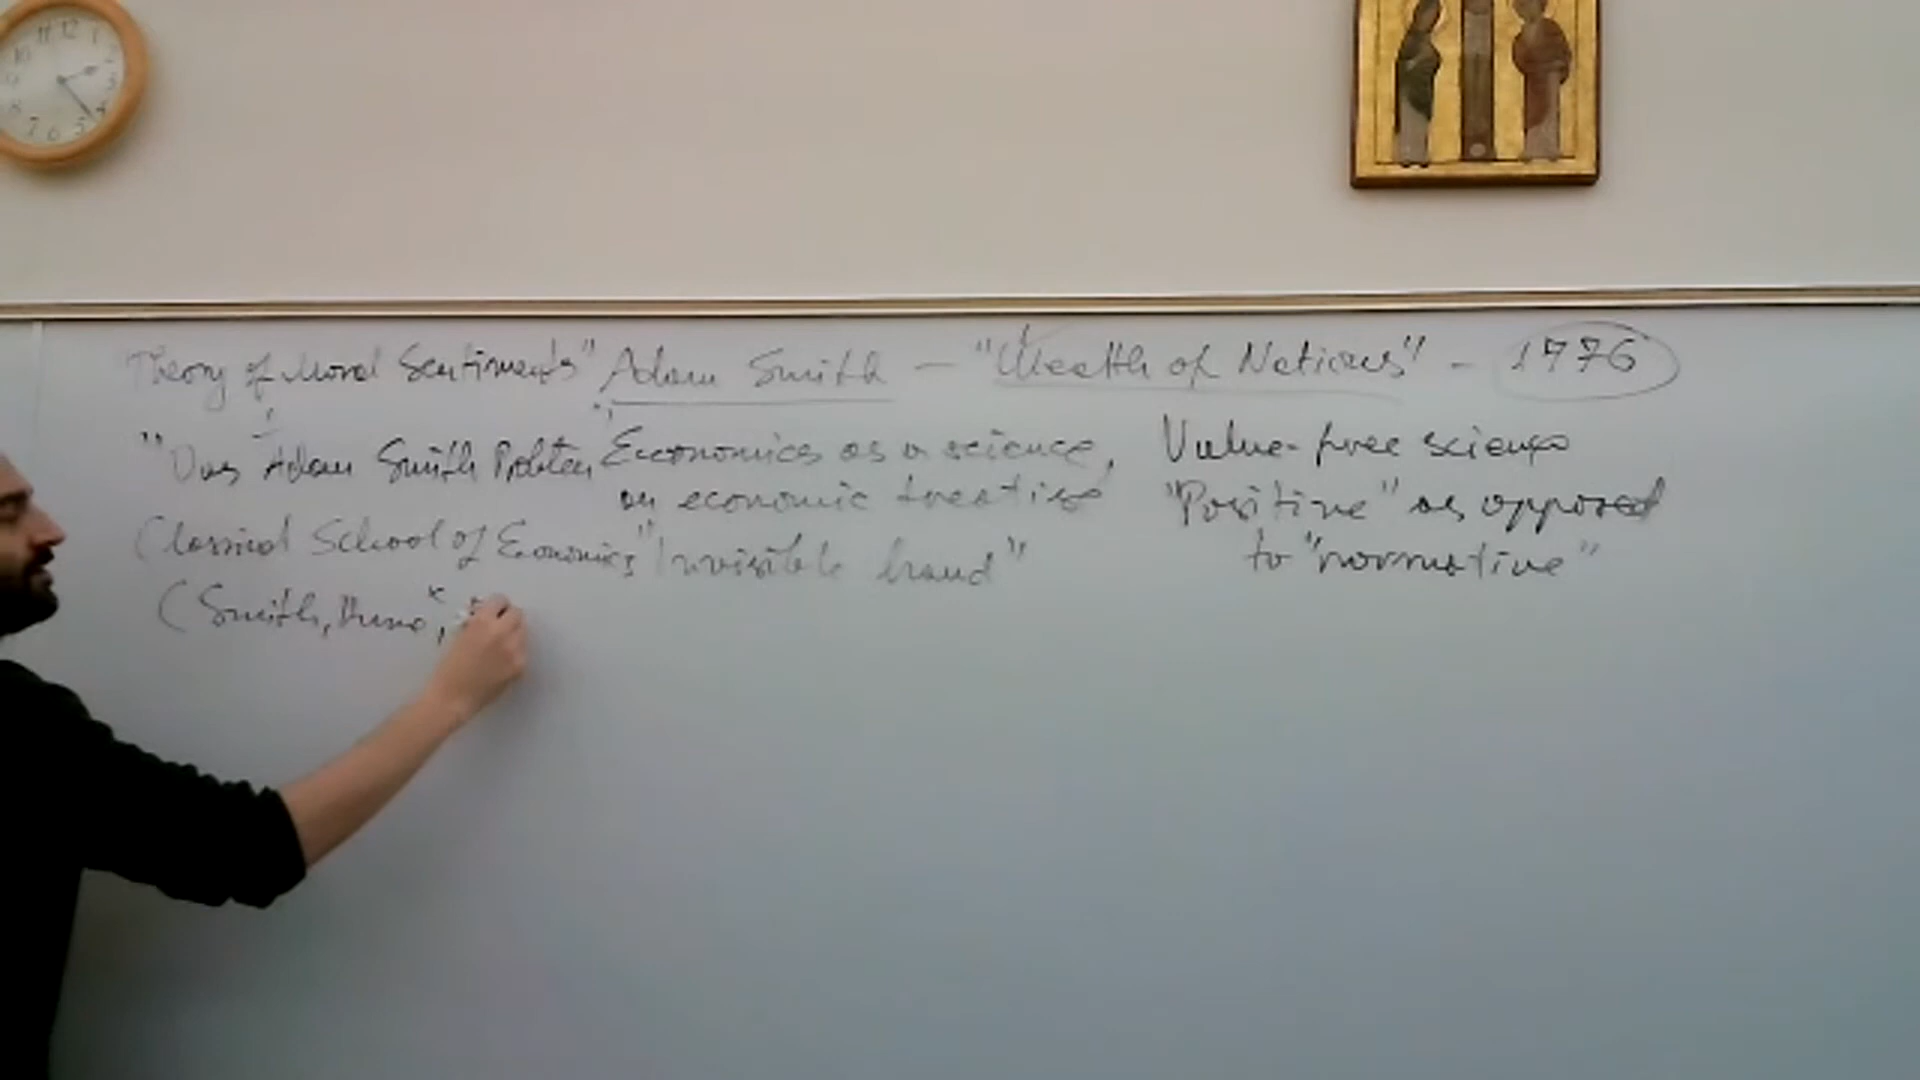 "Theory of Moral Sentiments" Adam Smith — "Wealth of Nations" - 1776
"Das Adam Smith Problem"
Economics as a science,
an economic treatise
Value-free science
"Positive" as opposed
to "normative"
Classical School of Economics
"Invisible hand"
(Smith, Hume*,